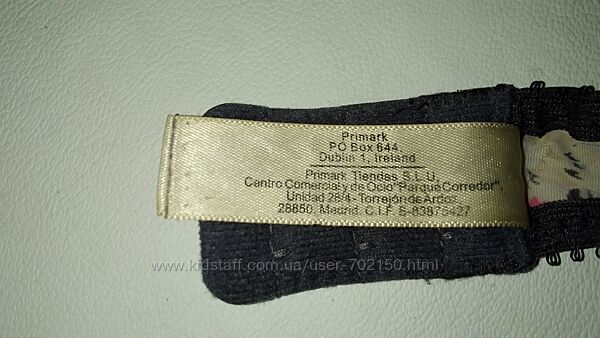 Primark
PO Box 644,
Dublin 1, Ireland
Primark Tiendas S.L.U,
Centro Comercial y de Ocio "Parque Corredor",
Unidad 28/4 - Torrejón de Ardoz
28850, Madrid. C.I.F. B-83875427
www.kidstaff.com.ua/user-702150.html